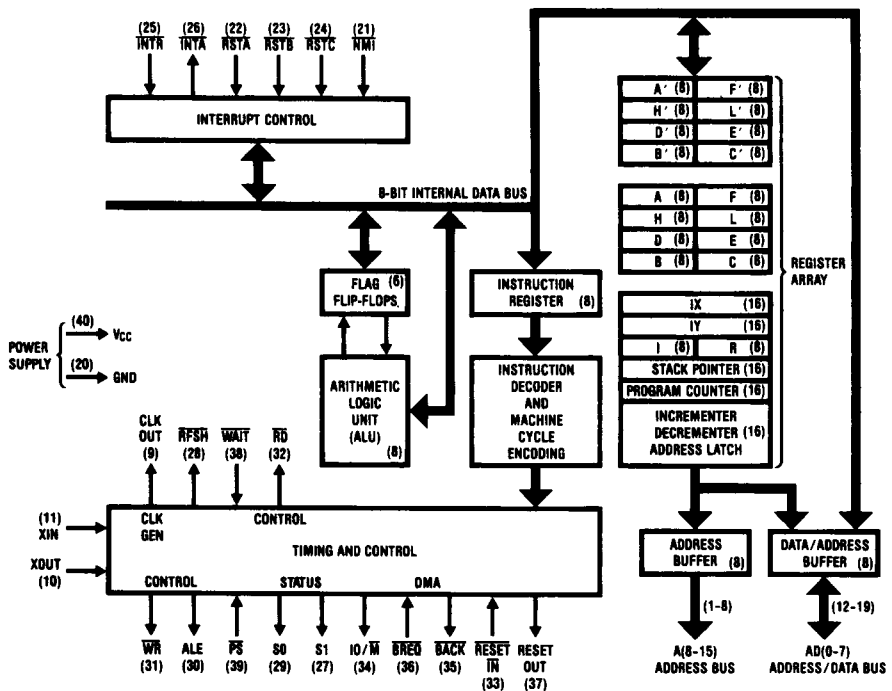 (25) (26) (22) (23) (24) (21)
INTR INTA RSTA RSTB RSTC NMI
INTERRUPT CONTROL
8-BIT INTERNAL DATA BUS
A' (8) F' (8)
H' (8) L' (8)
D' (8) E' (8)
B' (8) C' (8)
A (8) F (8)
H (8) L (8)
D (8) E (8)
B (8) C (8)
IX (16)
IY (16)
I (8) R (8)
STACK POINTER (16)
PROGRAM COUNTER (16)
INCREMENTER
DECREMENTER (16)
ADDRESS LATCH
REGISTER
ARRAY
(6)
FLAG
FLIP-FLOPS
INSTRUCTION
REGISTER (8)
ARITHMETIC
LOGIC
UNIT
(ALU)
(8)
INSTRUCTION
DECODER
AND
MACHINE
CYCLE
ENCODING
POWER
SUPPLY
(40)
VCC
(20)
GND
CLK
OUT RFSH WAIT RD
(9) (28) (38) (32)
(11)
XIN
XOUT
(10)
CLK
GEN
CONTROL
TIMING AND CONTROL
CONTROL STATUS DMA
WR ALE PS S0 S1 IO/M BREQ BACK RESET IN RESET OUT
(31) (30) (39) (29) (27) (34) (36) (35) (33) (37)
ADDRESS
BUFFER (8)
DATA/ADDRESS
BUFFER (8)
(1-8)
(12-19)
A(8-15)
ADDRESS BUS
AD(0-7)
ADDRESS/DATA BUS